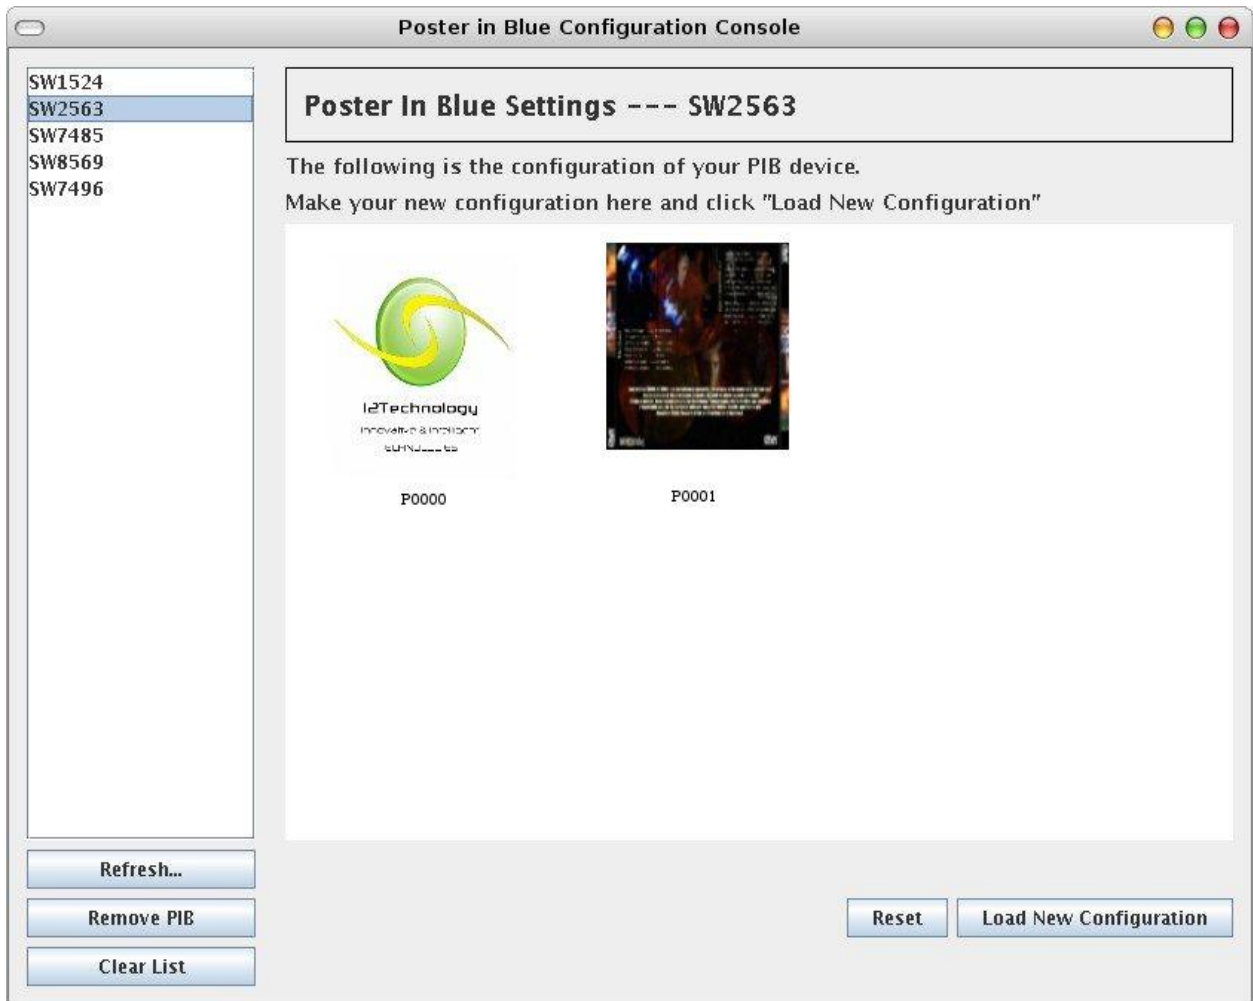 Poster in Blue Configuration Console
SW1524
SW2563
SW7485
SW8569
SW7496
Poster In Blue Settings --- SW2563
The following is the configuration of your PIB device.
Make your new configuration here and click "Load New Configuration"
I2Technology
P0000
P0001
Refresh...
Remove PIB
Clear List
Reset
Load New Configuration